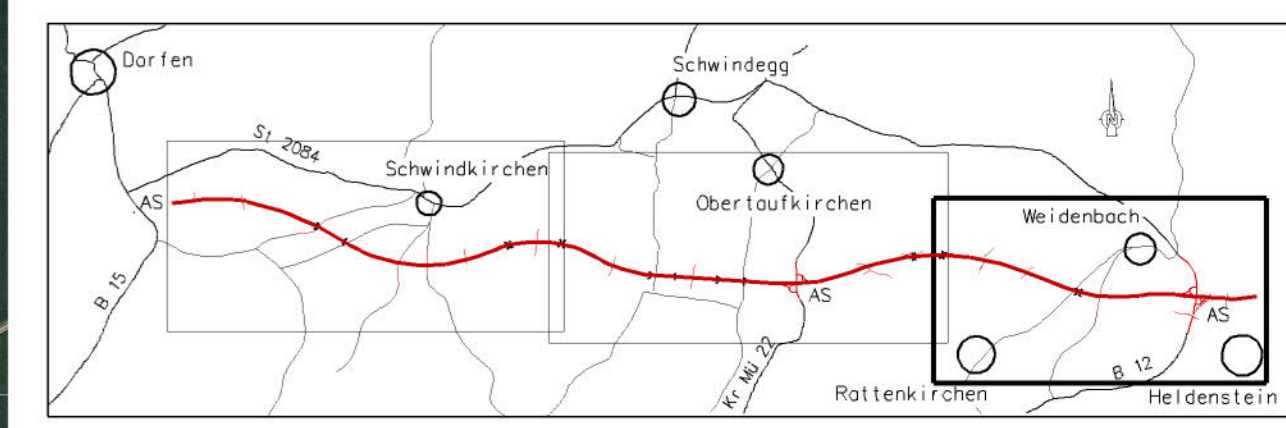 Dorfen
Schwindegg
N
St 2084
Schwindkirchen
AS
Obertaufkirchen
Weidenbach
B 15
AS
AS
Kr Mü 22
B 12
Rattenkirchen
Heldenstein